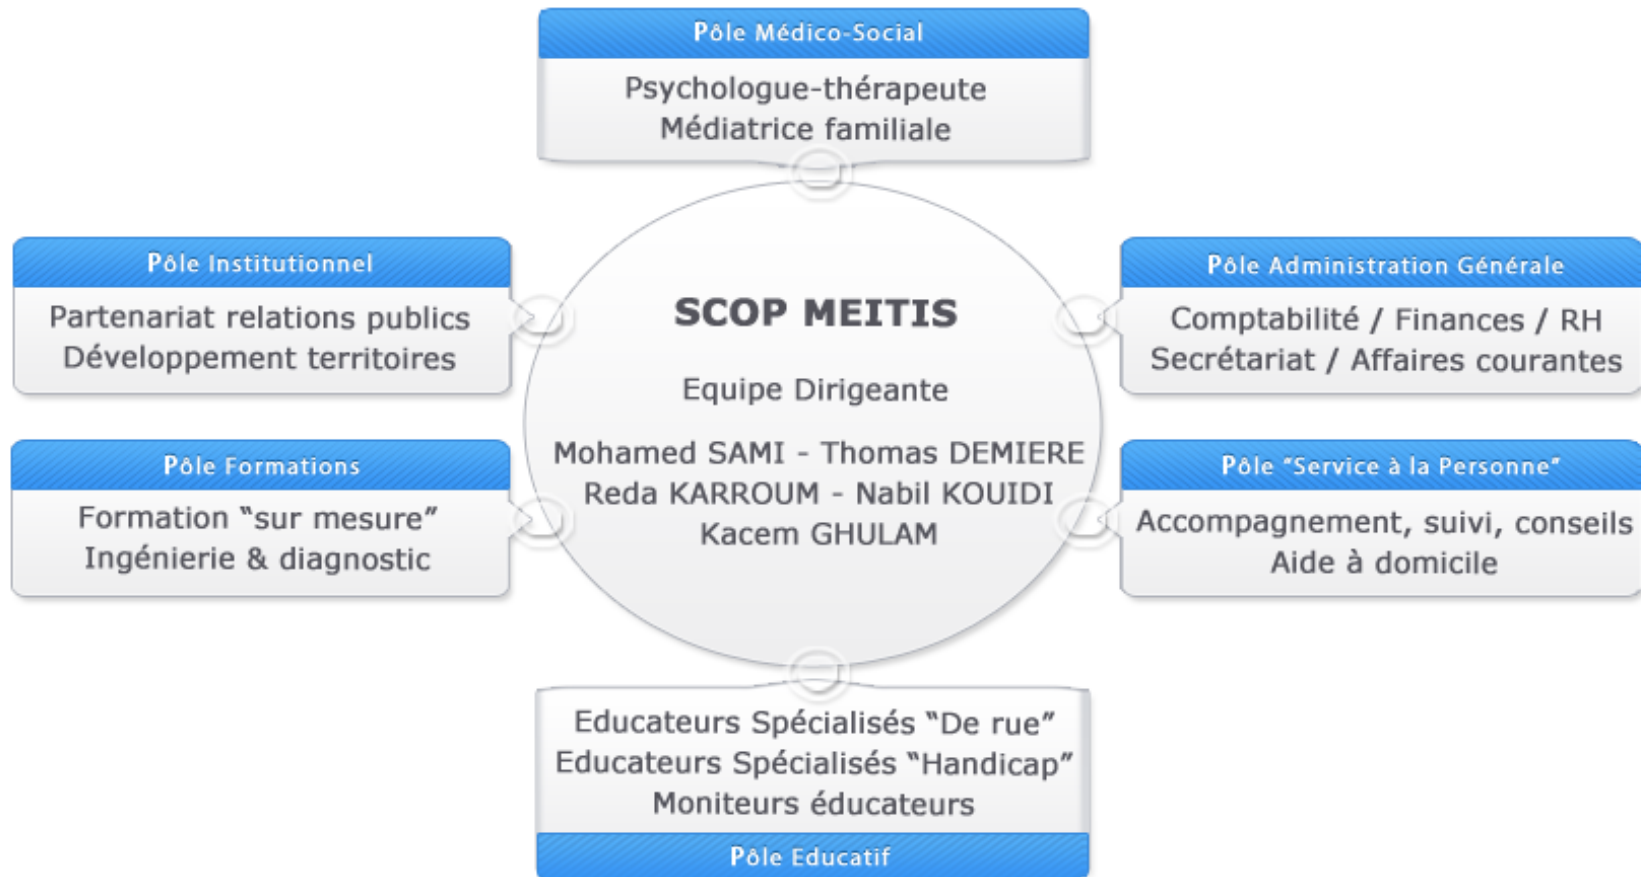 Pôle Médico-Social
Psychologue-thérapeute
Médiatrice familiale
Pôle Institutionnel
Partenariat relations publics
Développement territoires
Pôle Administration Générale
Comptabilité / Finances / RH
Secrétariat / Affaires courantes
SCOP MEITIS
Equipe Dirigeante
Mohamed SAMI - Thomas DEMIERE
Reda KARROUM - Nabil KOUIDI
Kacem GHULAM
Pôle Formations
Formation “sur mesure”
Ingénierie & diagnostic
Pôle “Service à la Personne”
Accompagnement, suivi, conseils
Aide à domicile
Educateurs Spécialisés “De rue”
Educateurs Spécialisés “Handicap”
Moniteurs éducateurs
Pôle Educatif